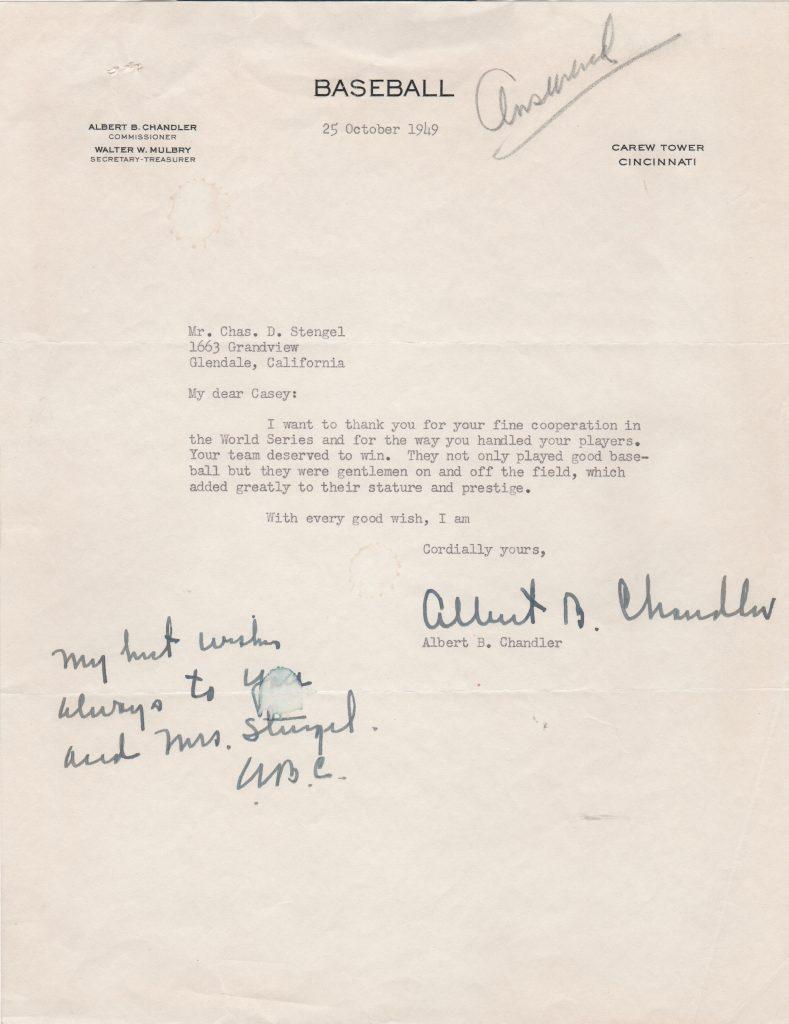 BASEBALL
Answered
25 October 1949
ALBERT B. CHANDLER
COMMISSIONER
WALTER W. MULBRY
SECRETARY-TREASURER
CAREW TOWER
CINCINNATI
Mr. Chas. D. Stengel
1663 Grandview
Glendale, California
My dear Casey:
I want to thank you for your fine cooperation in
the World Series and for the way you handled your players.
Your team deserved to win. They not only played good base-
ball but they were gentlemen on and off the field, which
added greatly to their stature and prestige.
With every good wish, I am
Cordially yours,
Albert B. Chandler
Albert B. Chandler
My best wishes
always to you
and Mrs. Stengel.
A.B.C.